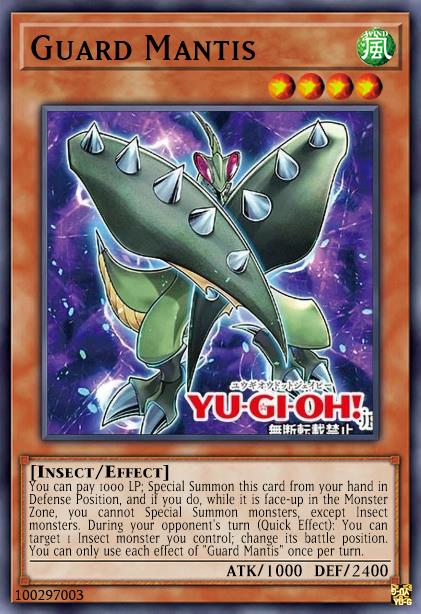 Guard Mantis
WIND
風
ユウギオウドットジェイピー
YU-GI-OH!
無断転載禁止
[Insect/Effect]
You can pay 1000 LP; Special Summon this card from your hand in
Defense Position, and if you do, while it is face-up in the Monster
Zone, you cannot Special Summon monsters, except Insect
monsters. During your opponent's turn (Quick Effect): You can
target 1 Insect monster you control; change its battle position.
You can only use each effect of "Guard Mantis" once per turn.
ATK/1000 DEF/2400
100297003